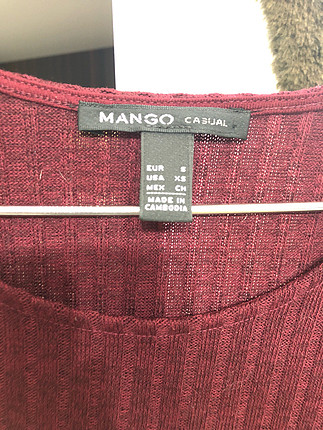 MANGO CASUAL
EUR S
USA XS
MEX CH
MADE IN
CAMBODIA